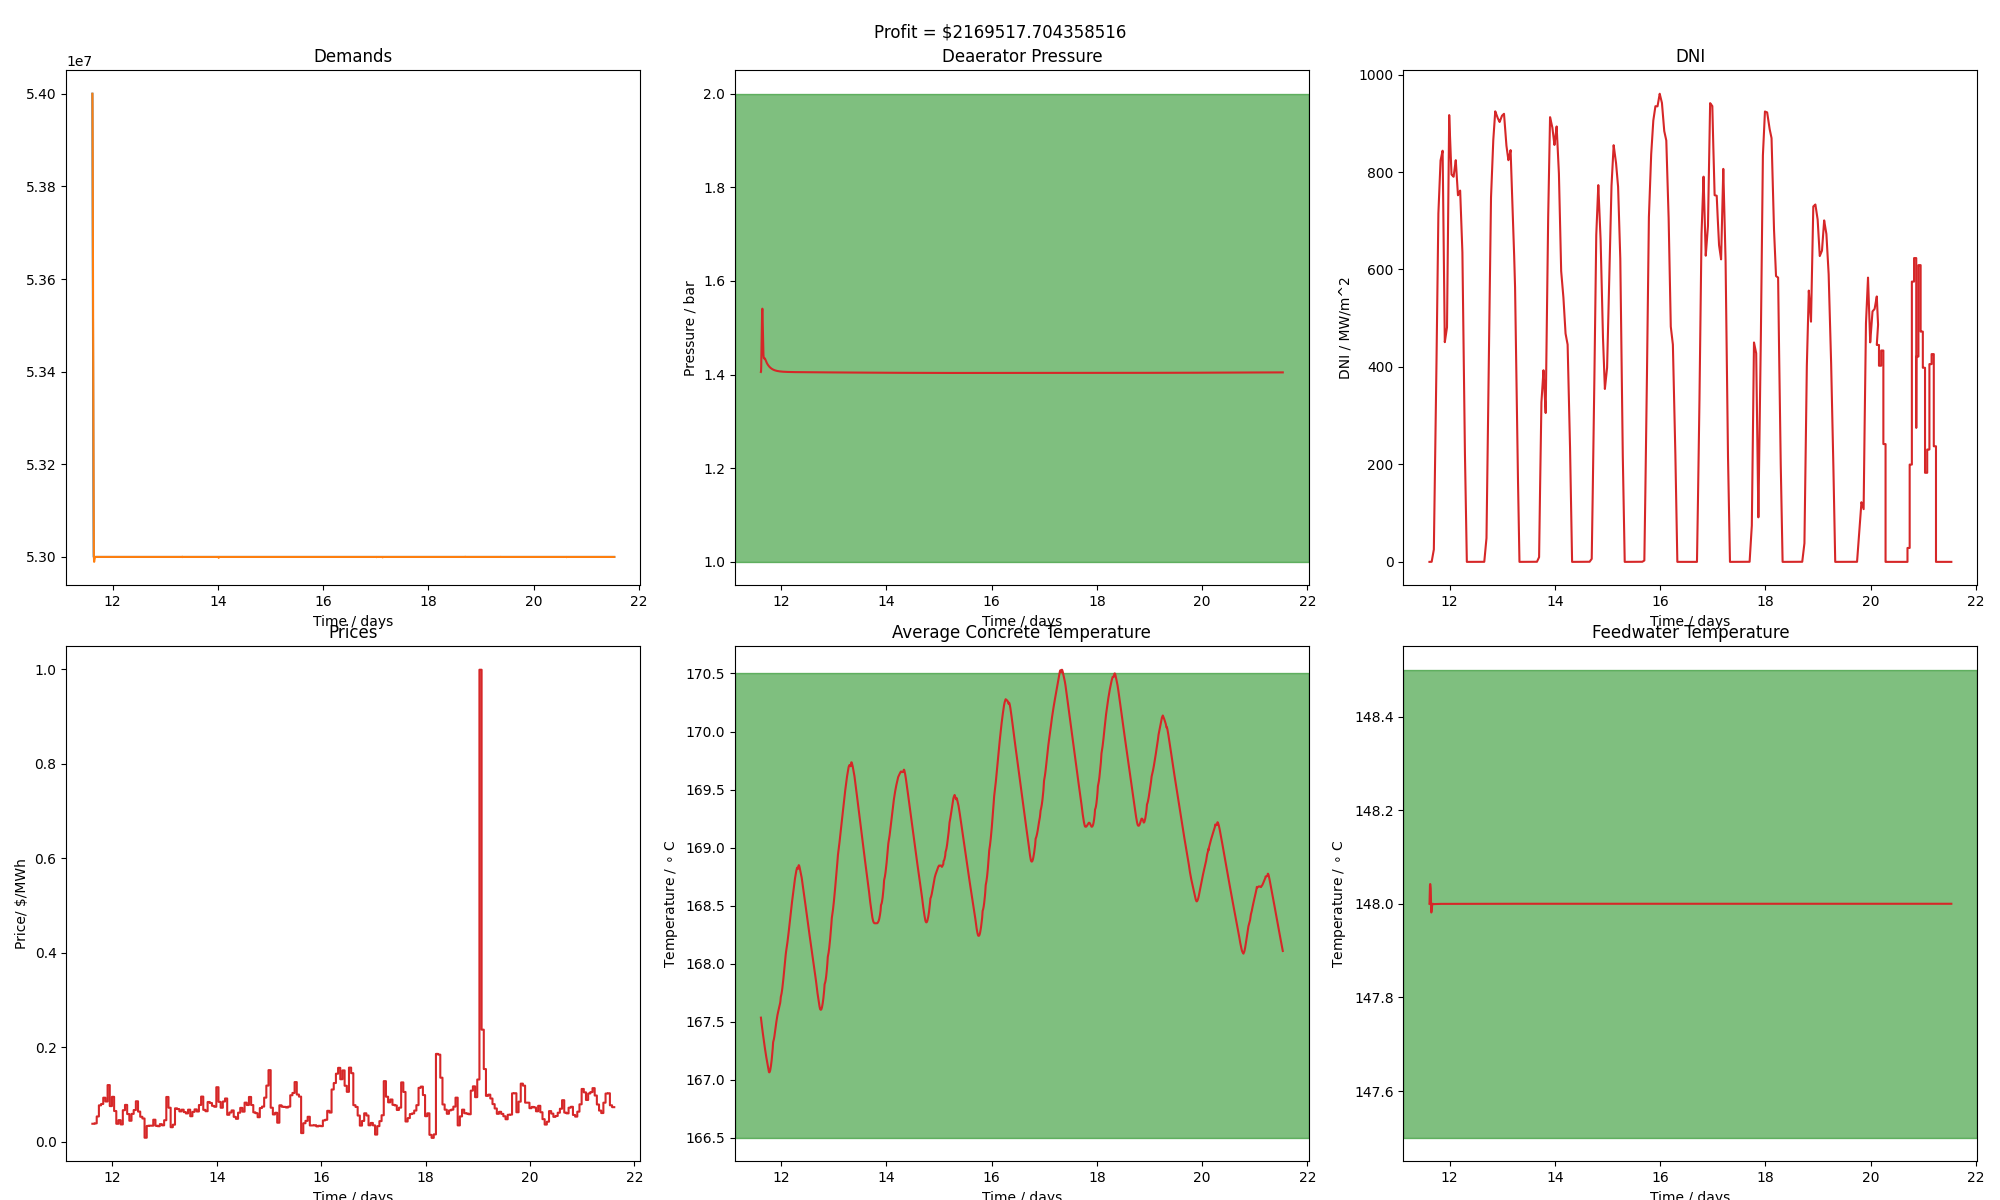 Profit = $2169517.704358516
Demands
1e7
5.40
5.38
5.36
5.34
5.32
5.30
12 14 16 18 20 22
Time / days
Deaerator Pressure
Pressure / bar
2.0
1.8
1.6
1.4
1.2
1.0
12 14 16 18 20 22
Time / days
DNI
DNI / MW/m^2
1000
800
600
400
200
0
12 14 16 18 20 22
Time / days
Prices
Price/ $/MWh
1.0
0.8
0.6
0.4
0.2
0.0
12 14 16 18 20 22
Time / days
Average Concrete Temperature
Temperature / ∘ C
170.5
170.0
169.5
169.0
168.5
168.0
167.5
167.0
166.5
12 14 16 18 20 22
Time / days
Feedwater Temperature
Temperature / ∘ C
148.4
148.2
148.0
147.8
147.6
12 14 16 18 20 22
Time / days